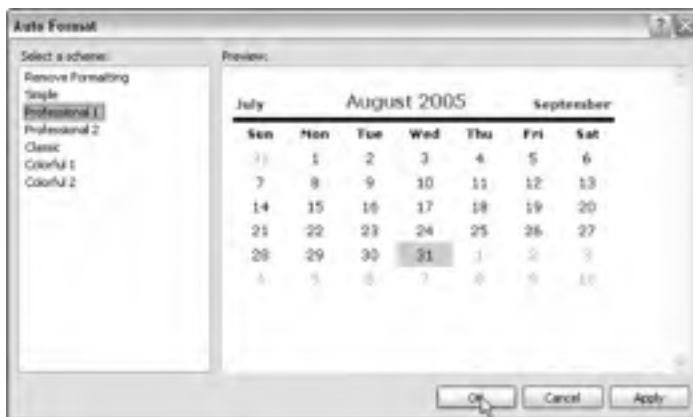 Auto Format
Select a scheme:
Remove Formatting
Simple
Professional 1
Professional 2
Classic
Colorful 1
Colorful 2
Preview:
July August 2005 September
Sun Mon Tue Wed Thu Fri Sat
31 1 2 3 4 5 6
7 8 9 10 11 12 13
14 15 16 17 18 19 20
21 22 23 24 25 26 27
28 29 30 31 1 2 3
4 5 6 7 8 9 10
OK Cancel Apply